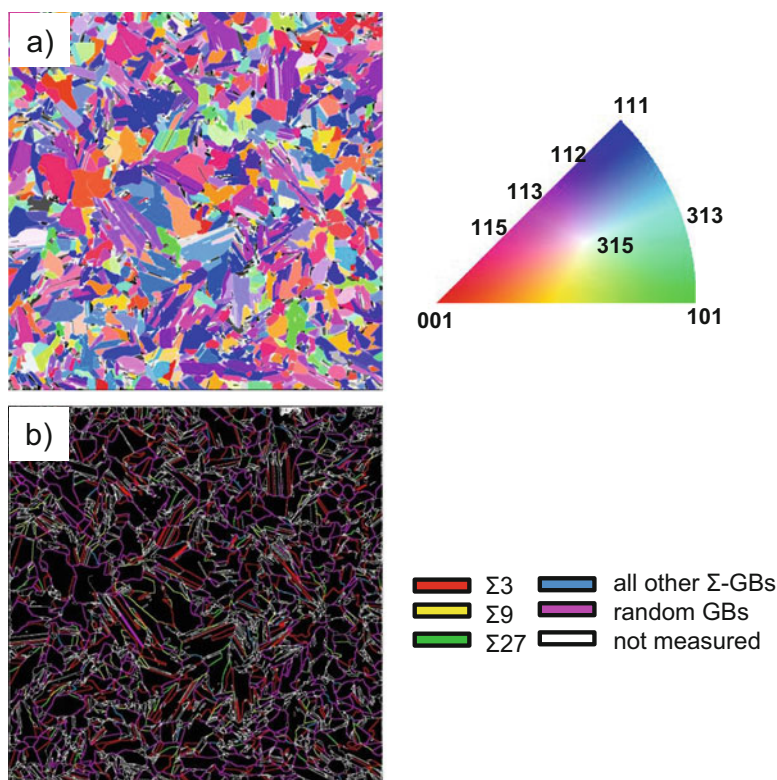 a)
111
112
113
313
115
315
001
101
b)
Σ3
all other Σ-GBs
Σ9
random GBs
Σ27
not measured